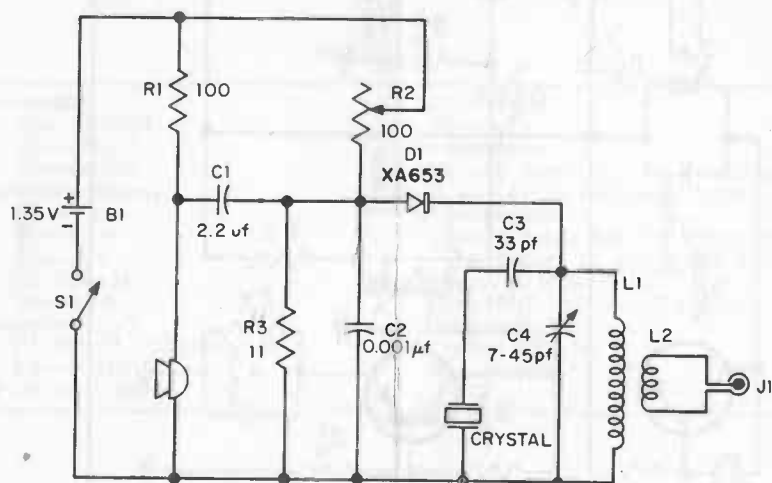 R1
100
R2
100
D1
XA653
C1
2.2 uf
+
1.35V
B1
-
C3
33 pf
S1
L1
R3
11
C2
0.001µf
C4
7-45pf
L2
J1
CRYSTAL